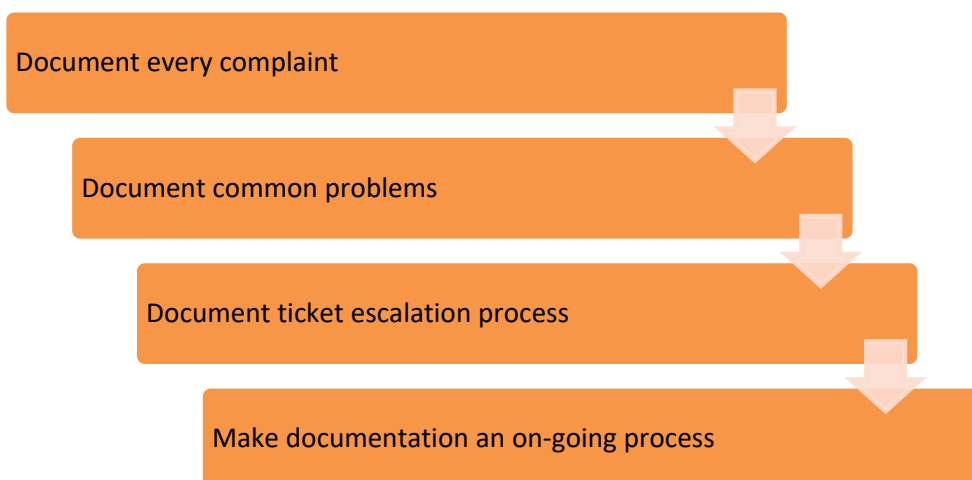 Document every complaint
Document common problems
Document ticket escalation process
Make documentation an on-going process